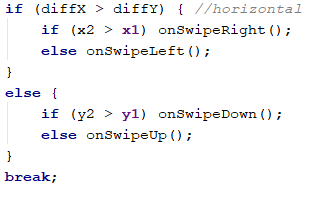 if (diffX > diffY) { //horizontal
    if (x2 > x1) onSwipeRight();
    else onSwipeLeft();
}
else {
    if (y2 > y1) onSwipeDown();
    else onSwipeUp();
}
break;